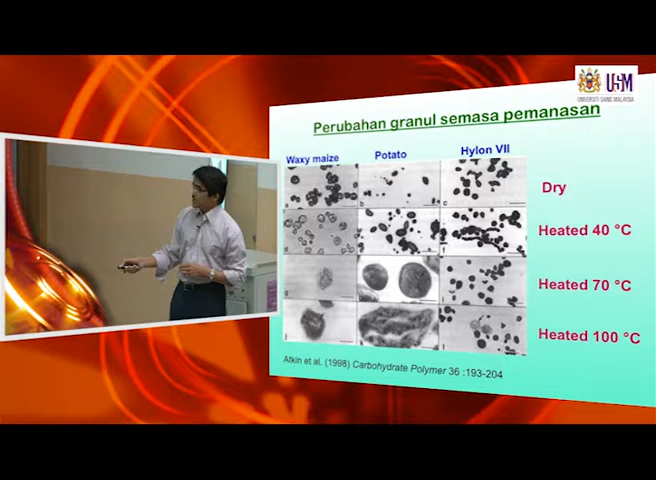 USM
UNIVERSITI SAINS MALAYSIA
Perubahan granul semasa pemanasan
Waxy maize
Potato
Hylon VII
Dry
Heated 40 °C
Heated 70 °C
Heated 100 °C
Atkin et al, (1998) Carbohydrate Polymer 36 :193-204